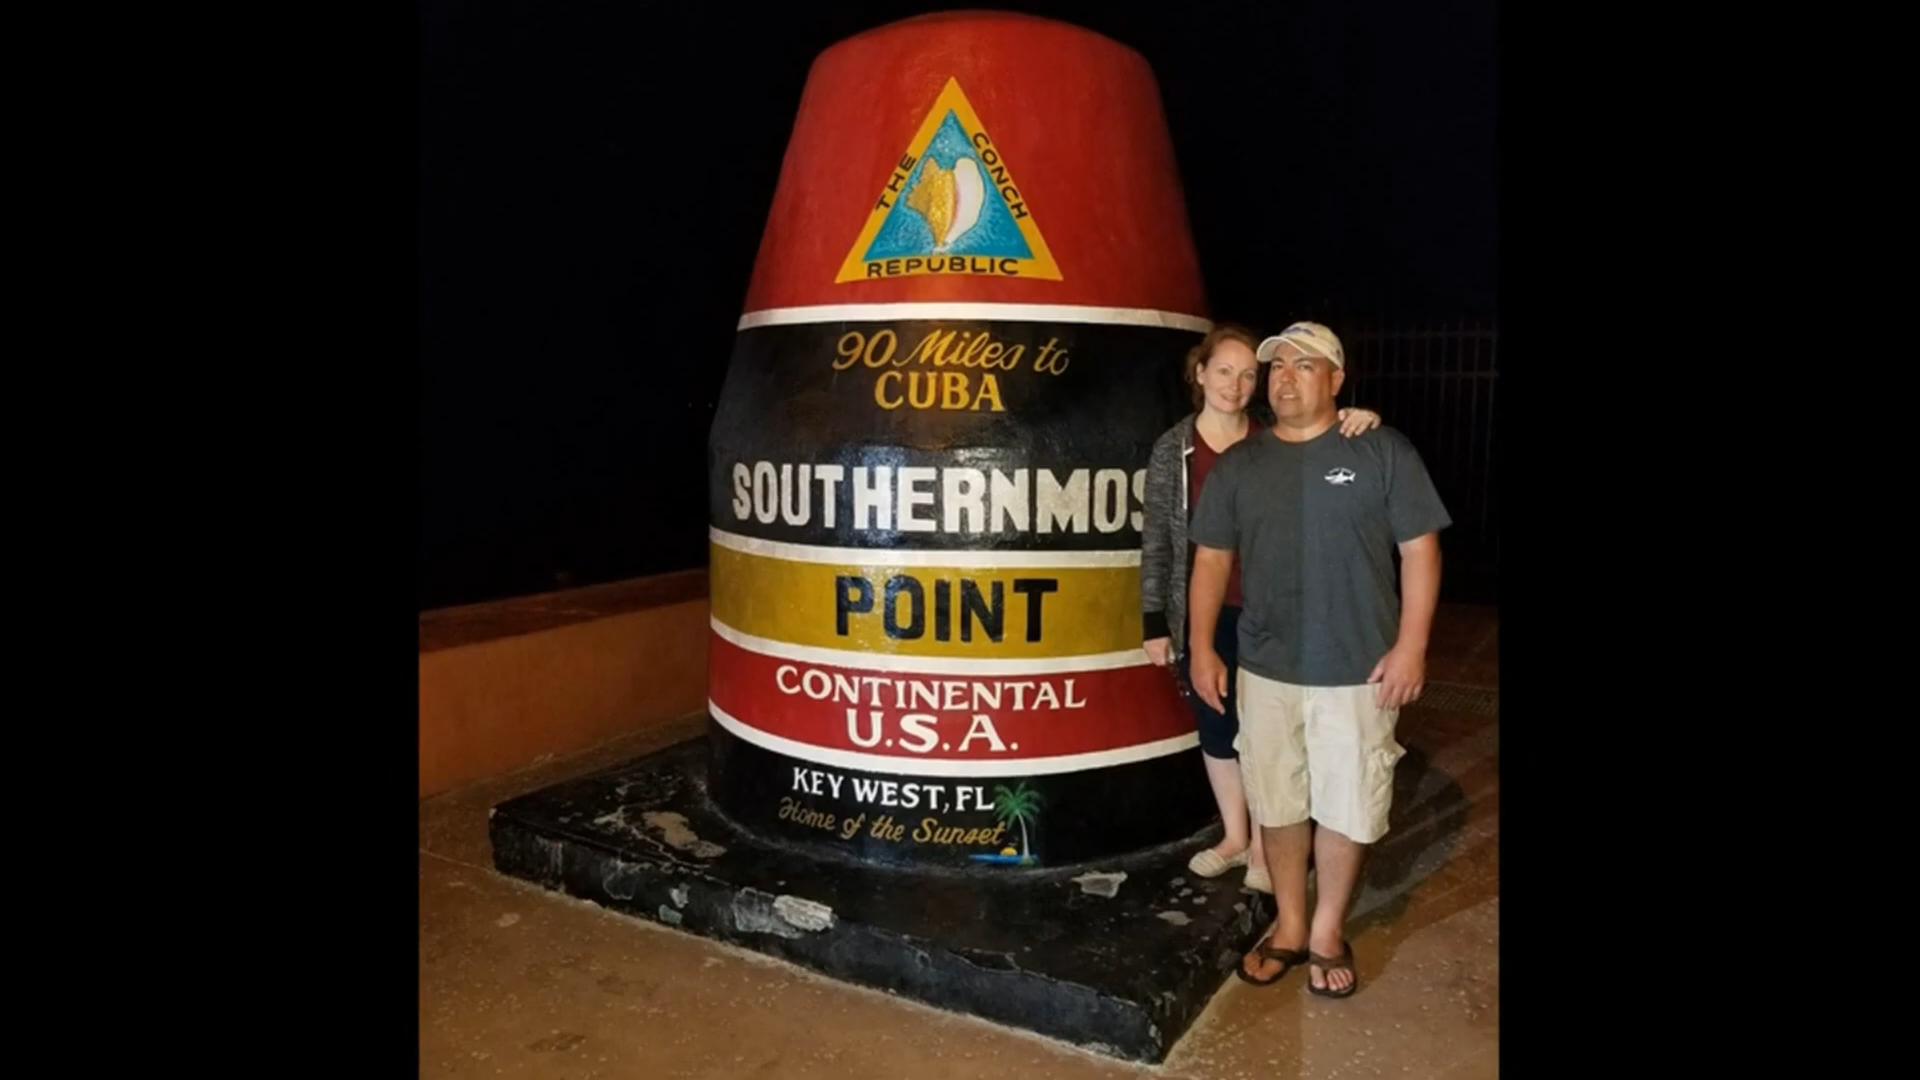 THE CONCH
REPUBLIC
90 Miles to
CUBA
SOUTHERNMOS
POINT
CONTINENTAL
U.S.A.
KEY WEST, FL
Home of the Sunset